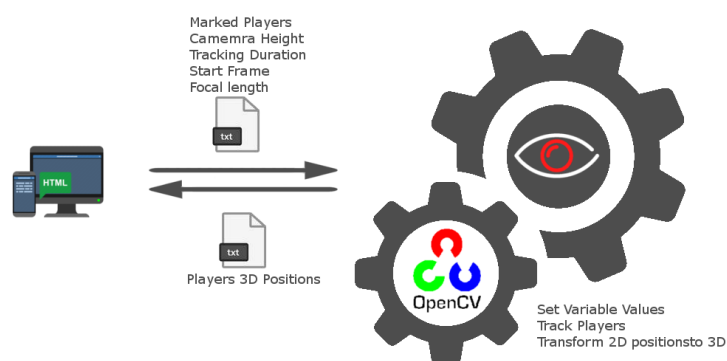 Marked Players
Camemra Height
Tracking Duration
Start Frame
Focal length
txt
HTML
txt
Players 3D Positions
OpenCV
Set Variable Values
Track Players
Transform 2D positionsto 3D